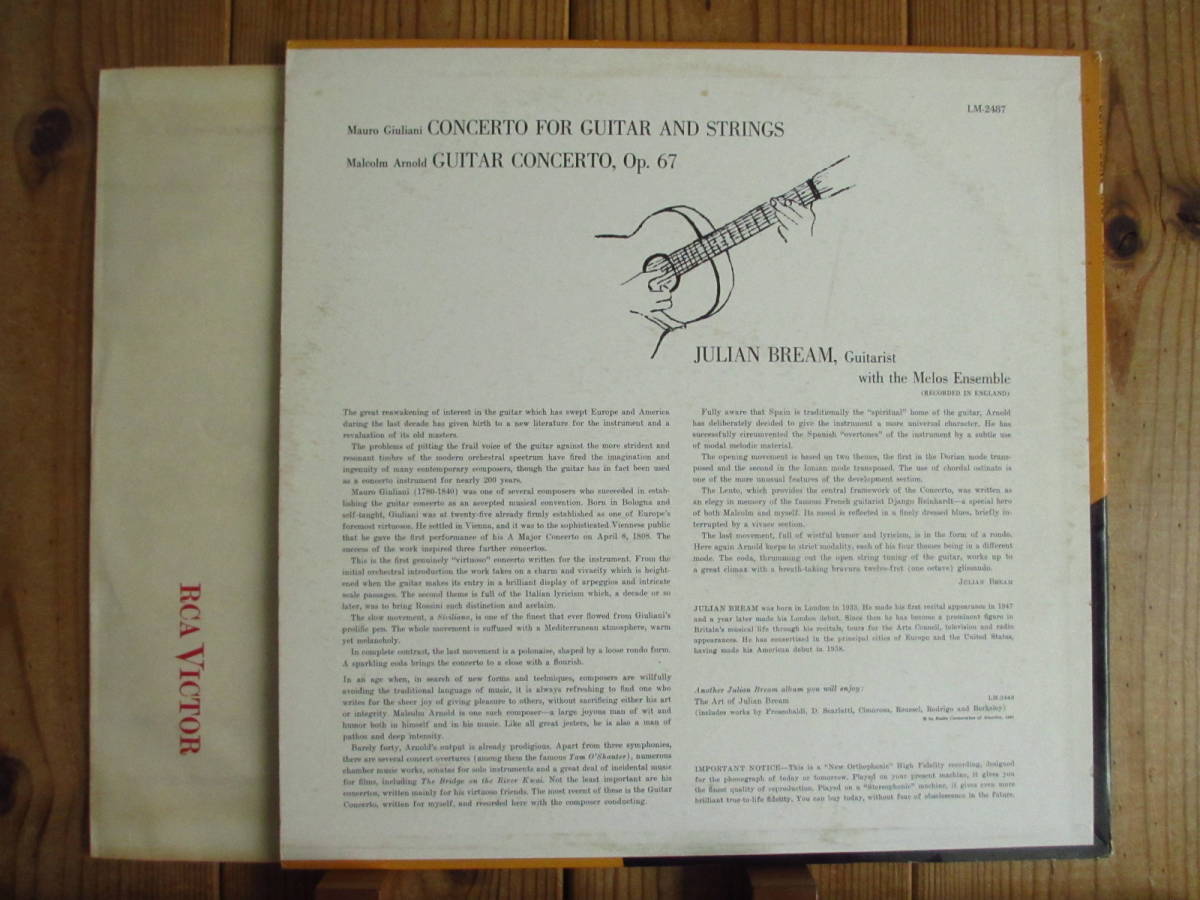 LM-2487
Mauro Giuliani CONCERTO FOR GUITAR AND STRINGS
Malcolm Arnold GUITAR CONCERTO, Op. 67
JULIAN BREAM, Guitarist
with the Melos Ensemble
(RECORDED IN ENGLAND)
The great reawakening of interest in the guitar which has swept Europe and America
during the last decade has given birth to a new literature for the instrument and a
revaluation of its old masters.
The problems of pitting the frail voice of the guitar against the more strident and
resonant timbre of the modern orchestral spectrum have fired the imagination and
ingenuity of many contemporary composers, though the guitar has in fact been used
as a concerto instrument for nearly 200 years.
Mauro Giuliani (1780-1840) was one of several composers who succeeded in estab-
lishing the guitar concerto as an accepted musical convention. Born in Bologna and
self-taught, Giuliani was at twenty-five already firmly established as one of Europe's
foremost virtuosos. He settled in Vienna, and it was to the sophisticated Viennese public
that he gave the first performance of his A Major Concerto on April 8, 1808. The
success of the work inspired three further concertos.
This is the first genuinely "virtuoso" concerto written for the instrument. From the
initial orchestral introduction the work takes on a charm and vivacity which is height-
ened when the guitar makes its entry in a brilliant display of arpeggios and intricate
scale passages. The second theme is full of the Italian lyricism which, a decade or so
later, was to bring Rossini such distinction and acclaim.
The slow movement, a Siciliano, is one of the finest that ever flowed from Giuliani's
prolific pen. The whole movement is suffused with a Mediterranean atmosphere, warm
yet melancholy.
In complete contrast, the last movement is a polonaise, shaped by a loose rondo form.
A sparkling coda brings the concerto to a close with a flourish.
In an age when, in search of new forms and techniques, composers are willfully
avoiding the traditional language of music, it is always refreshing to find one who
writes for the sheer joy of giving pleasure to others, without sacrificing either his art
or integrity. Malcolm Arnold is one such composer—a large joyous man of wit and
humor both in himself and in his music. Like all great jesters, he is also a man of
pathos and deep intensity.
Barely forty, Arnold's output is already prodigious. Apart from three symphonies,
there are several concert overtures (among them the famous Tam O'Shanter), numerous
chamber music works, sonatas for solo instruments and a great deal of incidental music
for films, including The Bridge on the River Kwai. Not the least important are his
concertos, written mainly for his virtuoso friends. The most recent of these is the Guitar
Concerto, written for myself, and recorded here with the composer conducting.
Fully aware that Spain is traditionally the "spiritual" home of the guitar, Arnold
has deliberately decided to give the instrument a more universal character. He has
successfully circumvented the Spanish "overtones" of the instrument by a subtle use
of modal melodic material.
The opening movement is based on two themes, the first in the Dorian mode trans-
posed and the second in the Ionian mode transposed. The use of chordal ostinato is
one of the more unusual features of the development section.
The Lento, which provides the central framework of the Concerto, was written as
an elegy in memory of the famous French guitarist Django Reinhardt—a special hero
of both Malcolm and myself. Its mood is reflected in a finely dressed blues, briefly in-
terrupted by a vivace section.
The last movement, full of wistful humor and lyricism, is in the form of a rondo.
Here again Arnold keeps to strict modality, each of his four themes being in a different
mode. The coda, thrumming out the open string tuning of the guitar, works up to
a great climax with a breath-taking bravura twelve-fret (one octave) glissando.
JULIAN BREAM
JULIAN BREAM was born in London in 1933. He made his first recital appearance in 1947
and a year later made his London debut. Since then he has become a prominent figure in
Britain's musical life through his recitals, tours for the Arts Council, television and radio
appearances. He has concertized in the principal cities of Europe and the United States,
having made his American debut in 1958.
Another Julian Bream album you will enjoy:
The Art of Julian Bream
(includes works by Frescobaldi, D. Scarlatti, Cimarosa, Roussel, Rodrigo and Berkeley)
© by Radio Corporation of America,
IMPORTANT NOTICE—This is a "New Orthophonic" High Fidelity recording, designed
for the phonograph of today or tomorrow. Played on your present machine, it gives you
the finest quality of reproduction. Played on a "Stereophonic" machine, it gives even more
brilliant true-to-life fidelity. You can buy today, without fear of obsolescence in the future.
RCA VICTOR